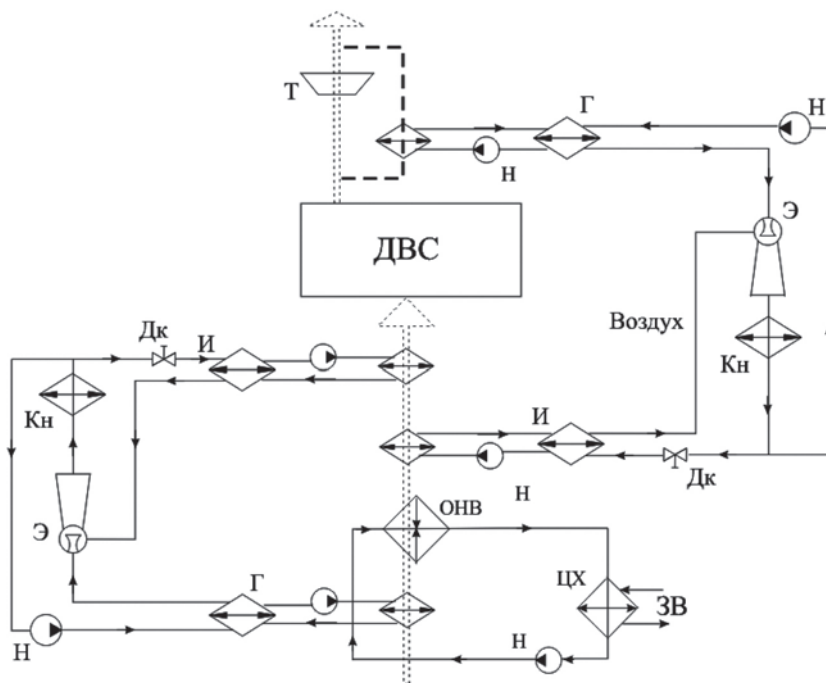 Т
Г
Н
Н
Э
ДВС
Воздух
Дк
И
Кн
Кн
И
Дк
Э
Н
ОНВ
Г
ЦХ
ЗВ
Н
Н